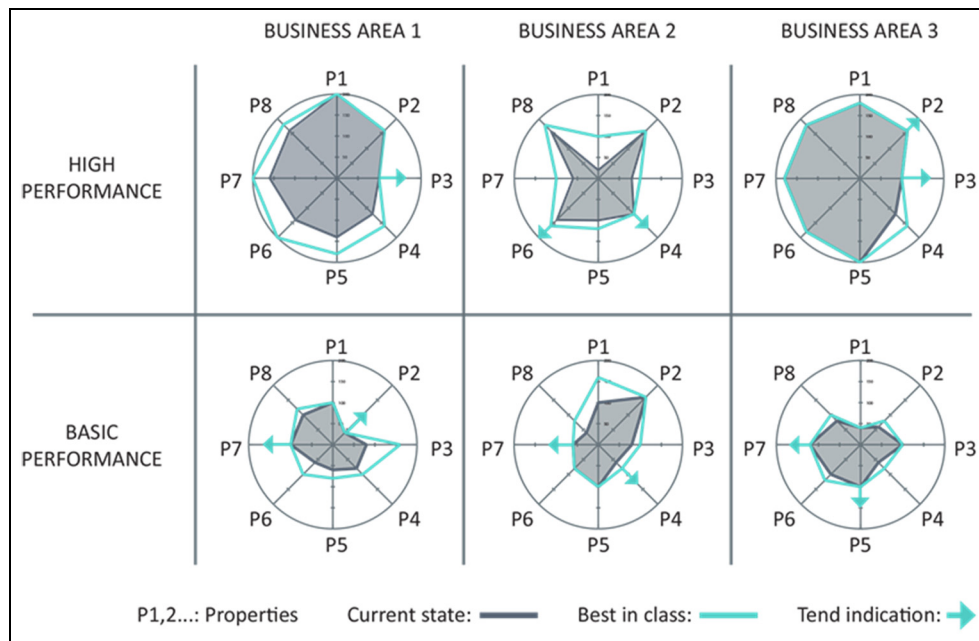 BUSINESS AREA 1 BUSINESS AREA 2 BUSINESS AREA 3
HIGH
PERFORMANCE
P1
P8 P2
P7 P3
P6 P4
P5
P1
P8 P2
P7 P3
P6 P4
P5
P1
P8 P2
P7 P3
P6 P4
P5
BASIC
PERFORMANCE
P1
P8 P2
P7 P3
P6 P4
P5
P1
P8 P2
P7 P3
P6 P4
P5
P1
P8 P2
P7 P3
P6 P4
P5
P1,2...: Properties Current state: Best in class: Tend indication: